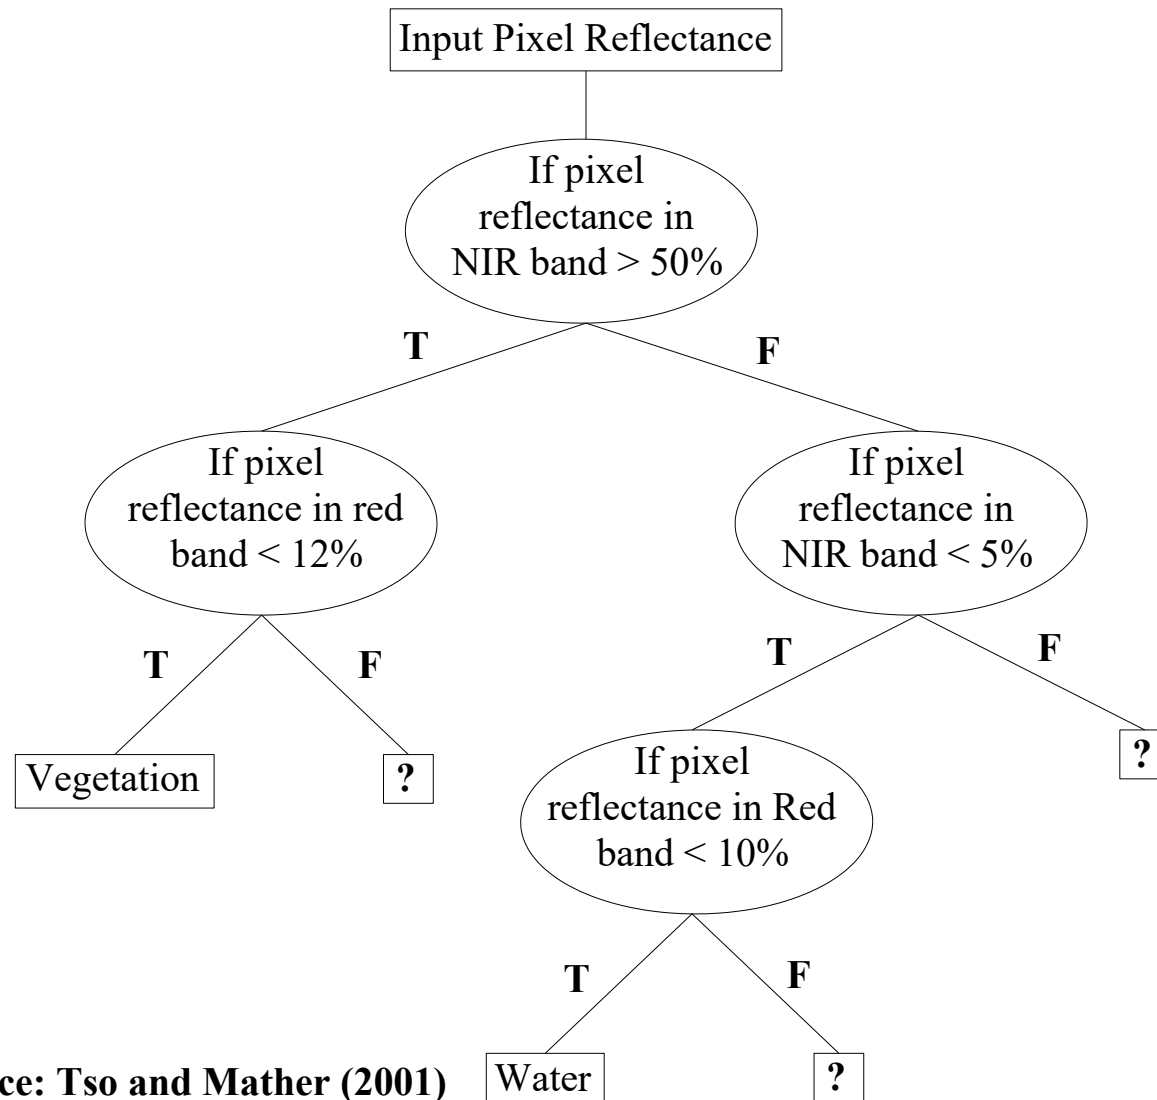 Input Pixel Reflectance
If pixel
reflectance in
NIR band > 50%
T
F
If pixel
reflectance in red
band < 12%
If pixel
reflectance in
NIR band < 5%
T
F
T
F
Vegetation
?
If pixel
reflectance in Red
band < 10%
?
T
F
ce: Tso and Mather (2001)
Water
?